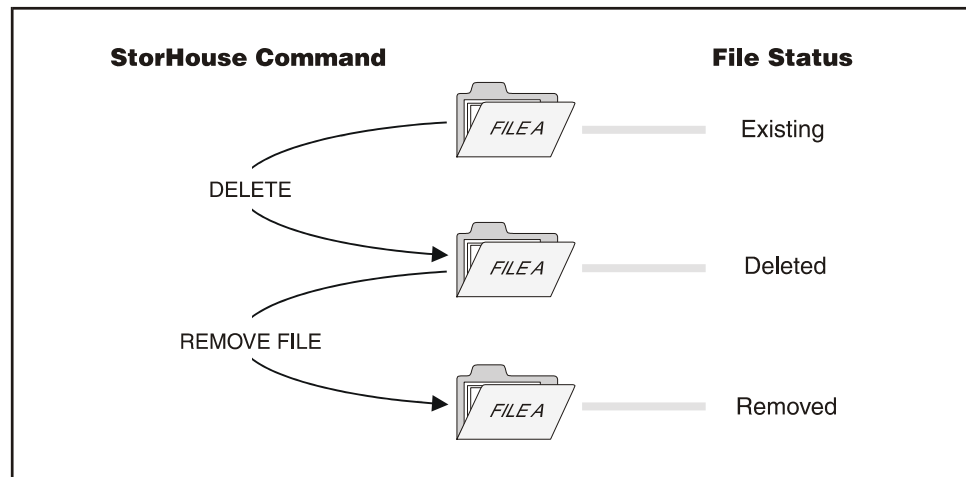 StorHouse Command
File Status
FILE A
Existing
DELETE
FILE A
Deleted
REMOVE FILE
FILE A
Removed